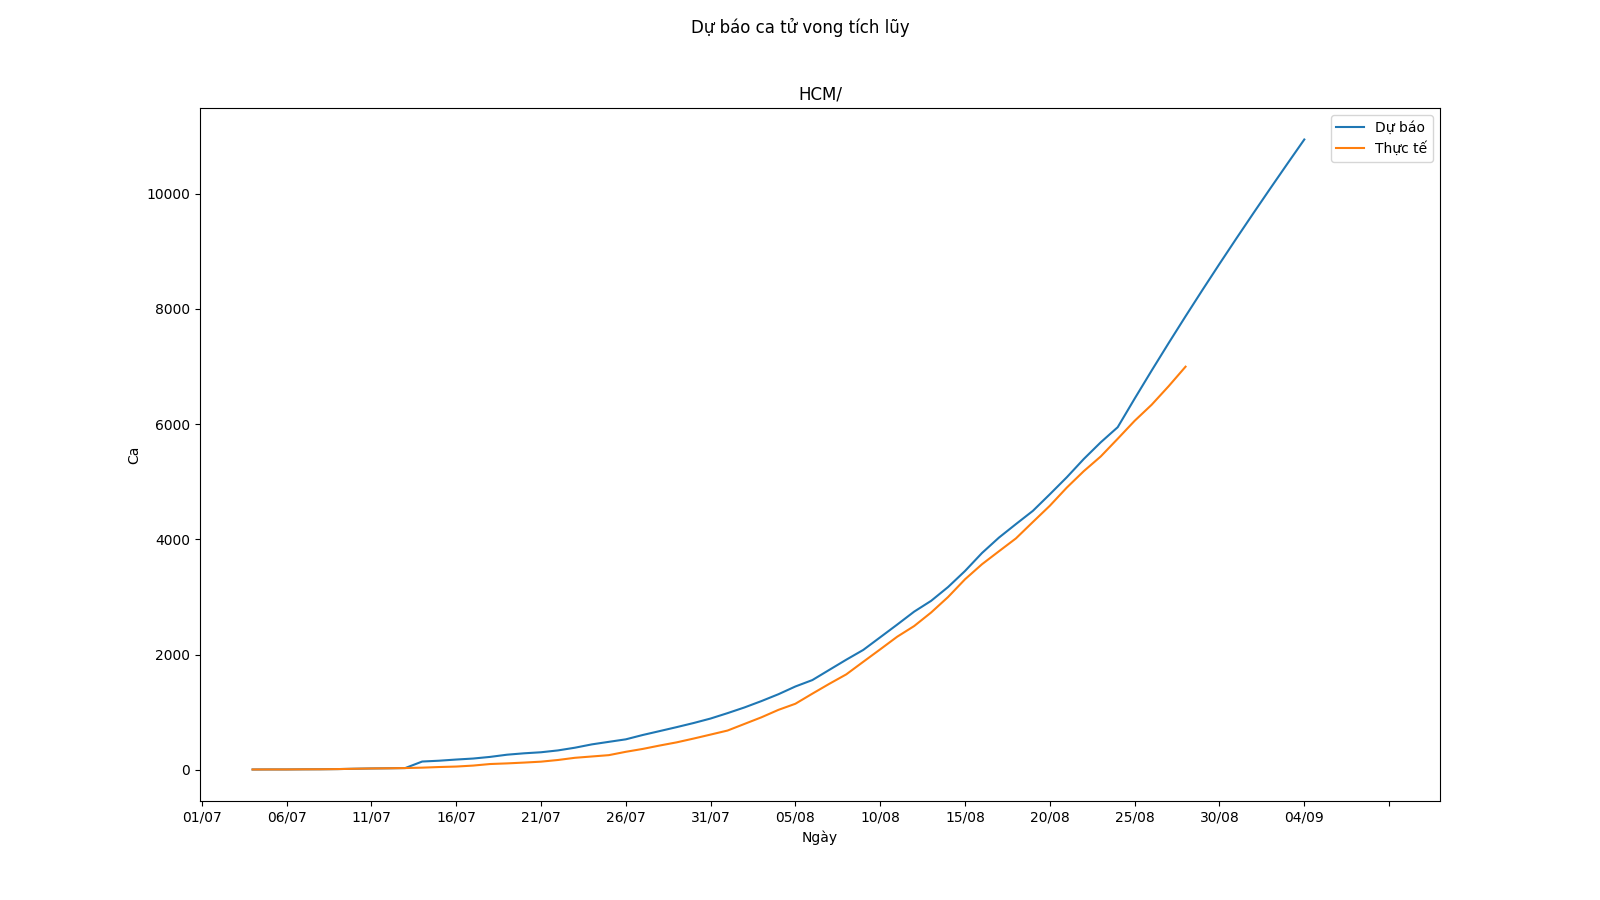 Dự báo ca tử vong tích lũy
HCM/
Dự báo
Thực tế
10000
8000
6000
4000
2000
0
Ca
01/07 06/07 11/07 16/07 21/07 26/07 31/07 05/08 10/08 15/08 20/08 25/08 30/08 04/09
Ngày